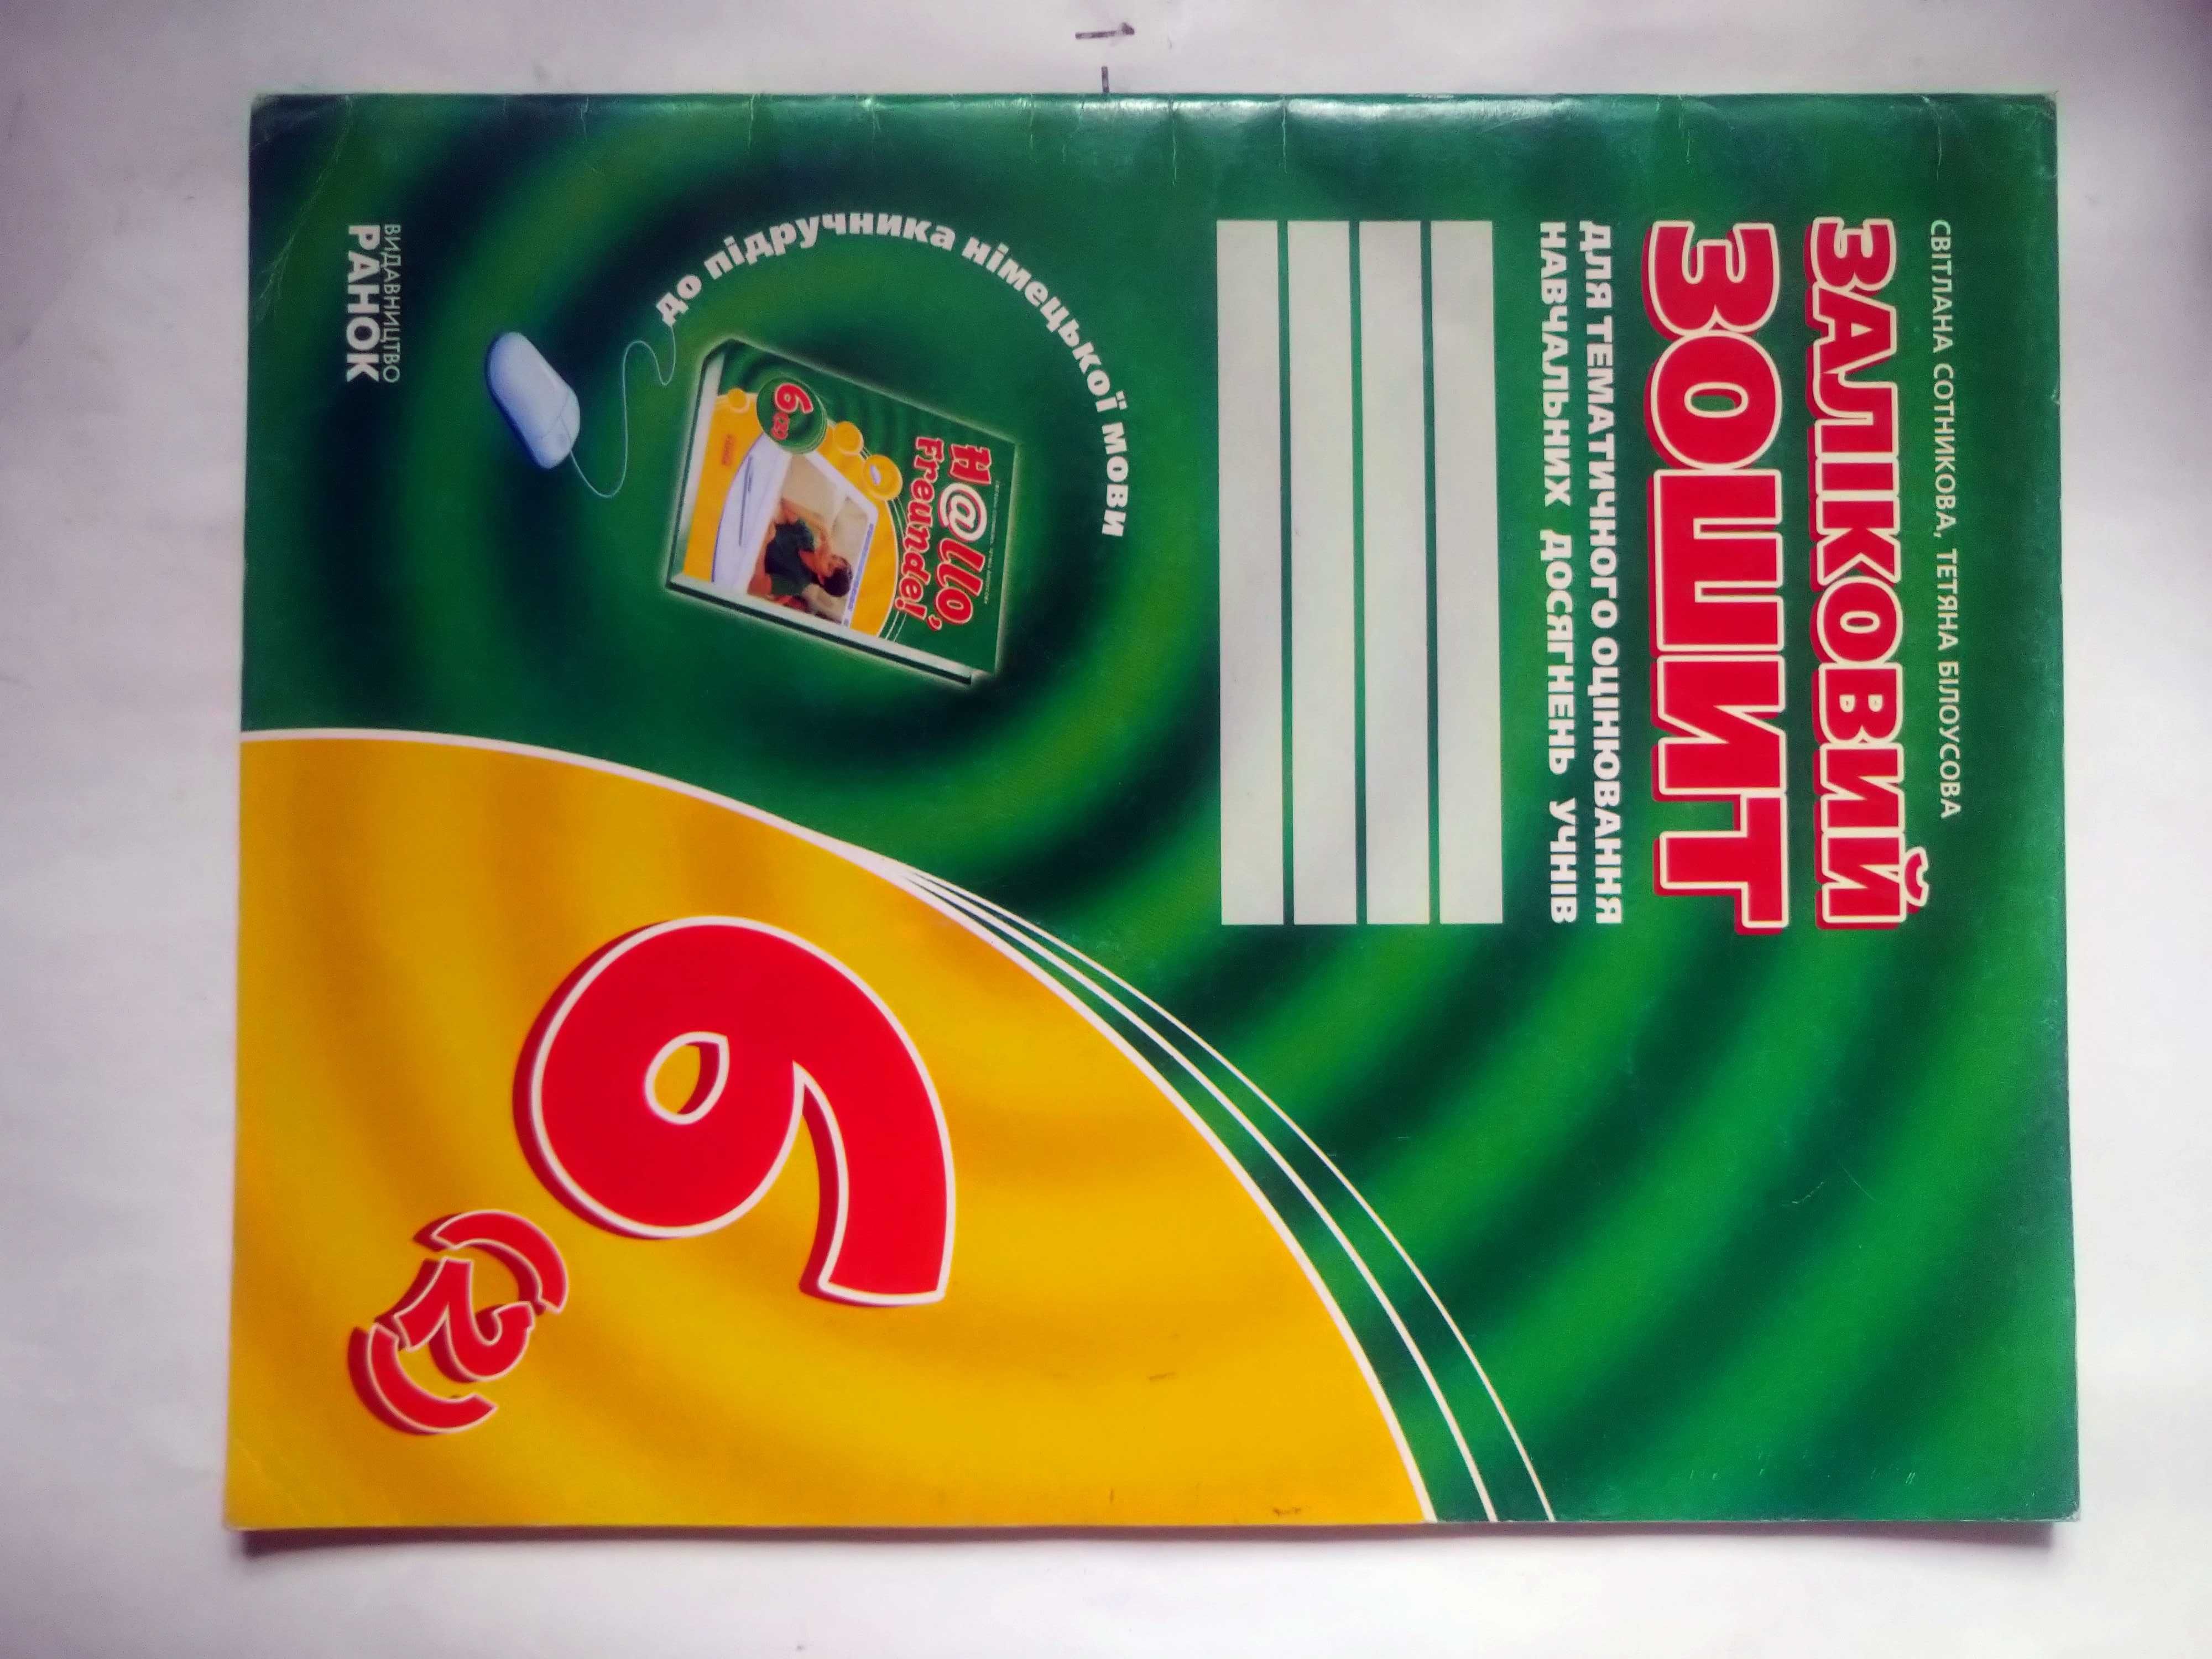 СВІТЛАНА СОТНИКОВА, ТЕТЯНА БІЛОУСОВА
ЗАЛІКОВИЙ
ЗОШИТ
ДЛЯ ТЕМАТИЧНОГО ОЦІНЮВАННЯ
НАВЧАЛЬНИХ ДОСЯГНЕНЬ УЧНІВ
до підручника німецької мови
H@llo,
Freunde!
6 (2)
6
(2)
ВИДАВНИЦТВО
РАНОК